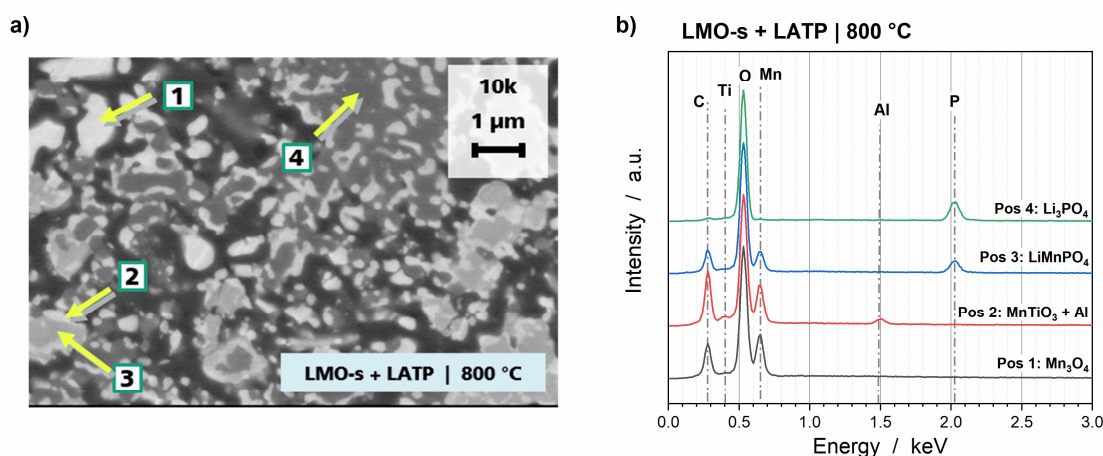 a)
1
10k
1 µm
4
2
3
LMO-s + LATP | 800 °C
b)
LMO-s + LATP | 800 °C
C
Ti
O
Mn
Al
P
Pos 4: Li₃PO₄
Pos 3: LiMnPO₄
Pos 2: MnTiO₃ + Al
Pos 1: Mn₃O₄
Intensity / a.u.
0.0 0.5 1.0 1.5 2.0 2.5 3.0
Energy / keV